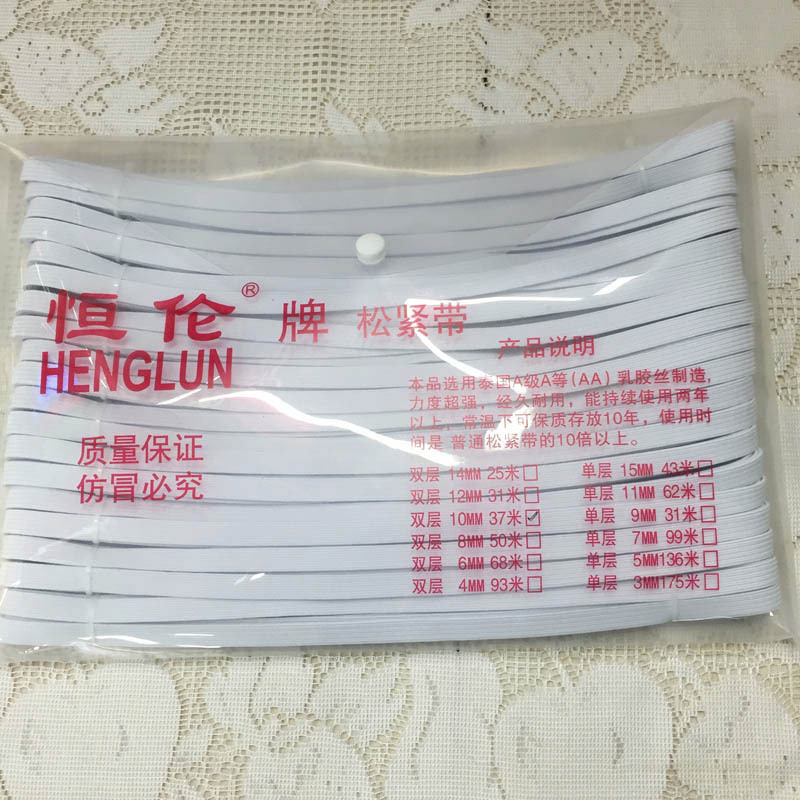 恒伦® 牌 松紧带
HENGLUN
质量保证
仿冒必究
产品说明
本品选用泰国A级A等(AA)乳胶丝制造，
力度超强，经久耐用，能持续使用两年
以上，常温下可保质存放10年，使用时
间是普通松紧带的10倍以上。
双层 14MM 25米□ 单层 15MM 43米□
双层 12MM 31米□ 单层 11MM 62米□
双层 10MM 37米☑ 单层 9MM 31米□
双层 8MM 50米□ 单层 7MM 99米□
双层 6MM 68米□ 单层 5MM136米□
双层 4MM 93米□ 单层 3MM175米□